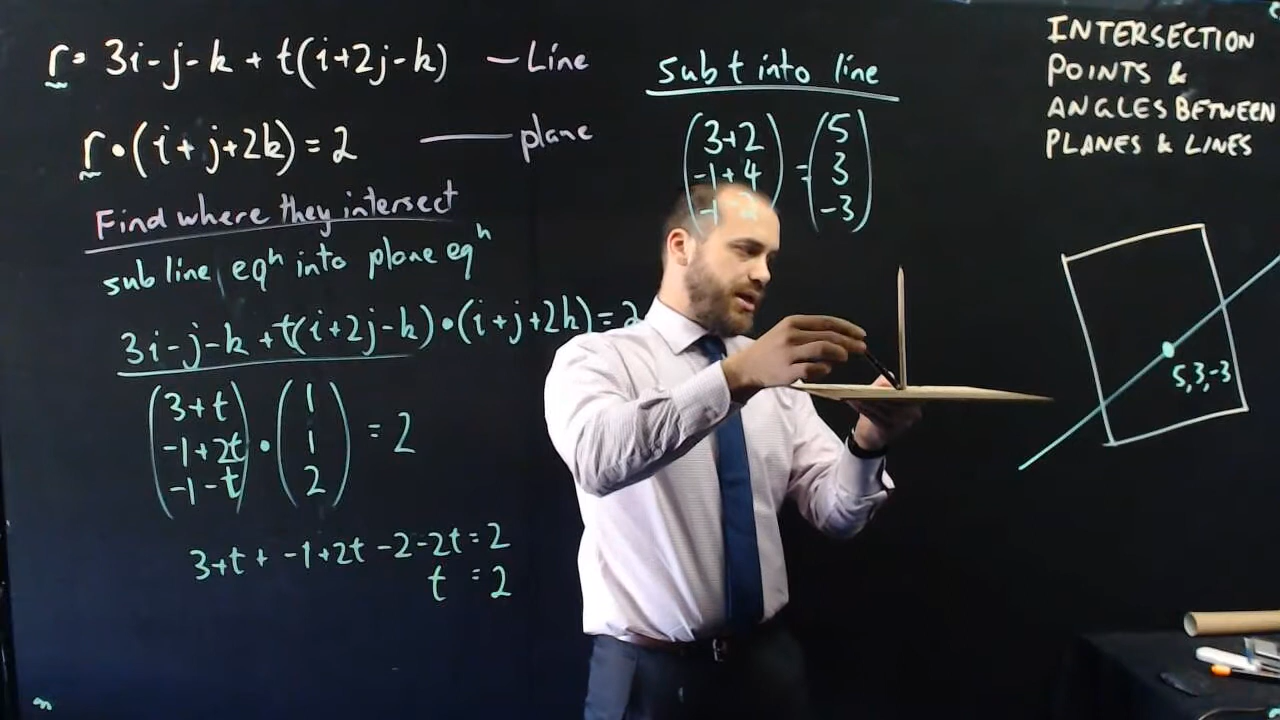 r = 3i-j-k + t(i+2j-k) — Line
r•(i+j+2k)=2 — plane
Find where they intersect
sub line eqⁿ into plane eqⁿ
3i-j-k+t(i+2j-k)•(i+j+2k)=2
(3+t) (1)
(-1+2t) • (1) = 2
(-1-t) (2)
3+t + -1+2t -2-2t=2
t = 2
sub t into line
(3+2) (5)
(-1+4) = (3)
(-1-2) (-3)
INTERSECTION
POINTS &
ANGLES BETWEEN
PLANES & LINES
5,3,-3